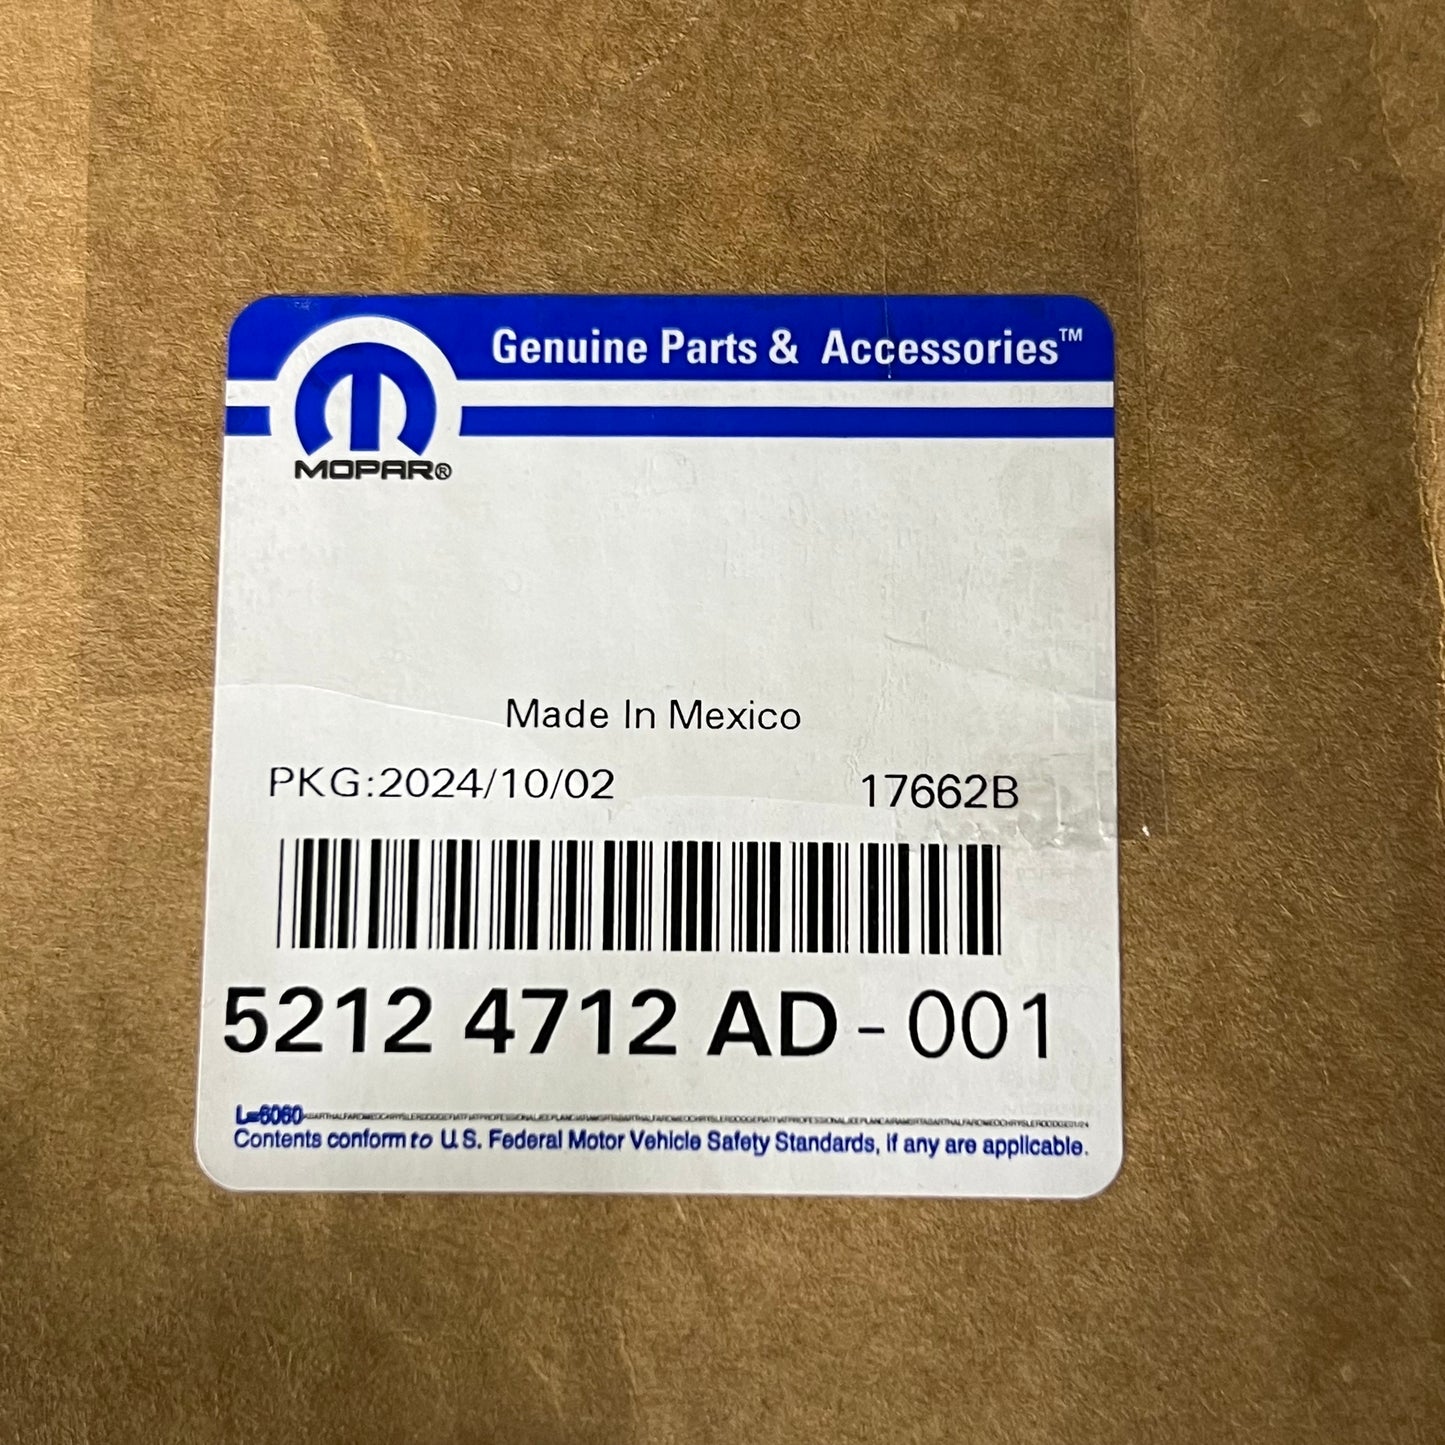 Genuine Parts & Accessories™
MOPAR®
Made In Mexico
PKG:2024/10/02 17662B
5212 4712 AD - 001
L=6060
Contents conform to U.S. Federal Motor Vehicle Safety Standards, if any are applicable.